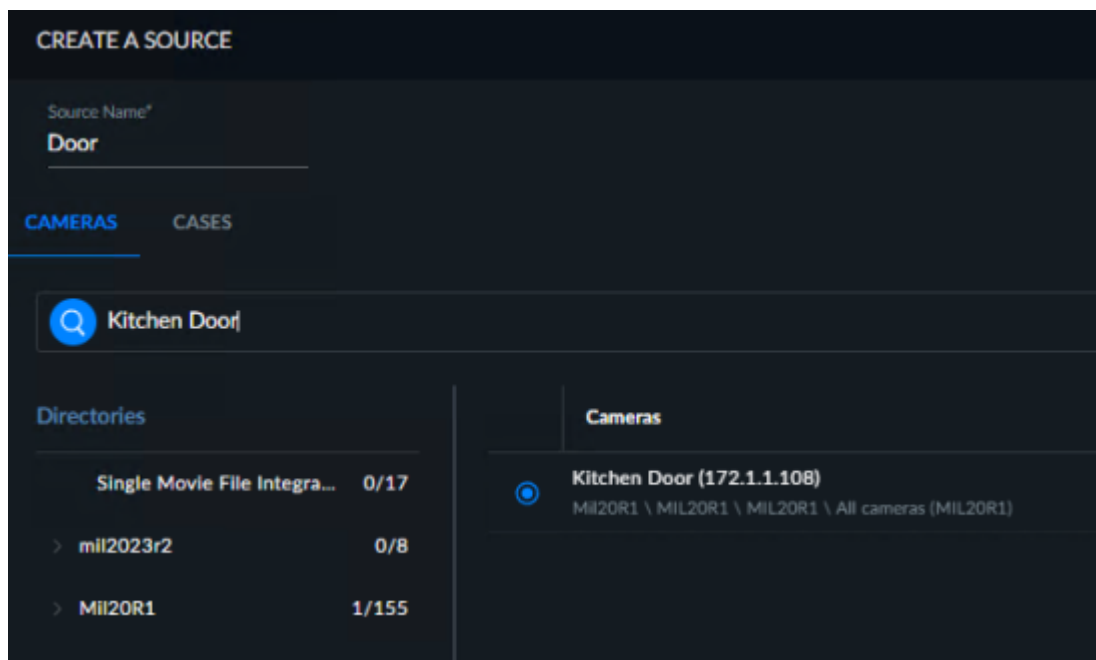 CREATE A SOURCE
Source Name*
Door
CAMERAS CASES
Kitchen Door
Directories
Cameras
Single Movie File Integra... 0/17
Kitchen Door (172.1.1.108)
Mil20R1 \ MIL20R1 \ MIL20R1 \ All cameras (MIL20R1)
mil2023r2 0/8
Mil20R1 1/155